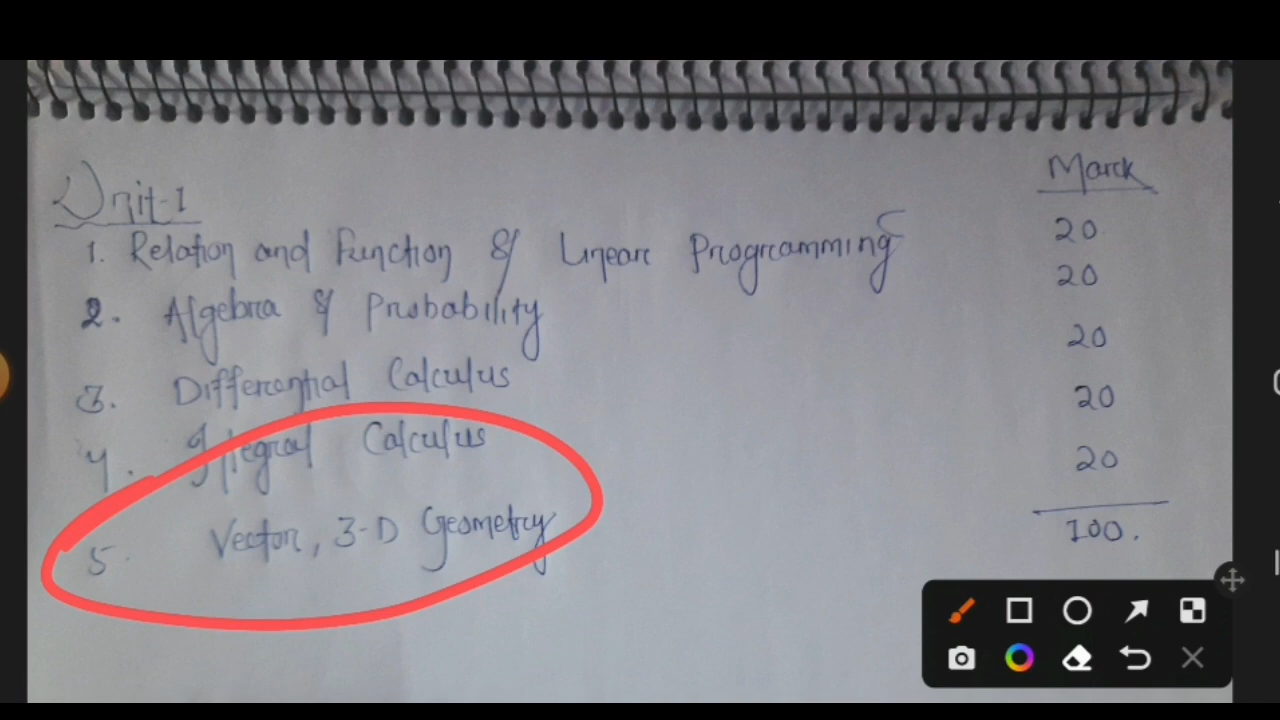 Unit-1 Marck
1. Relation and Function & Linear Programming 20
2. Algebra & Probability 20
3. Differential Calculus 20
4. Integral Calculus 20
5. Vector, 3-D Geometry 20
100.